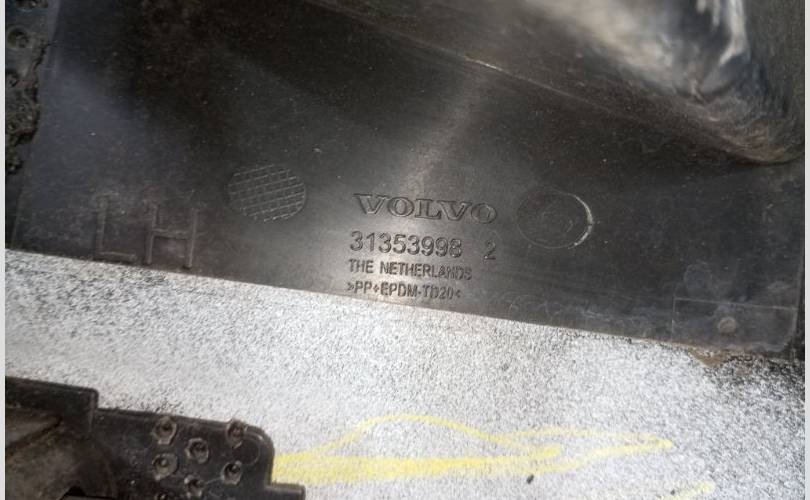 VOLVO
31353998 2
THE NETHERLANDS
>PP+EPDM-TD20<
LH